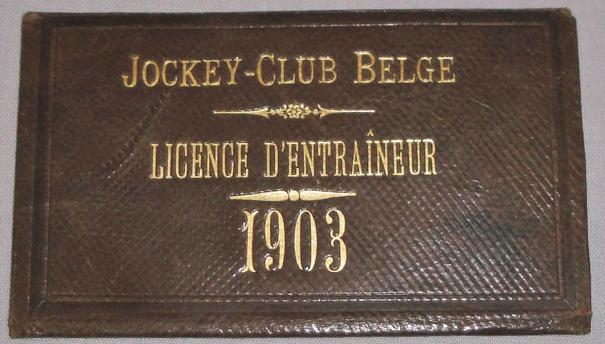 JOCKEY-CLUB BELGE
LICENCE D'ENTRAÎNEUR
1903